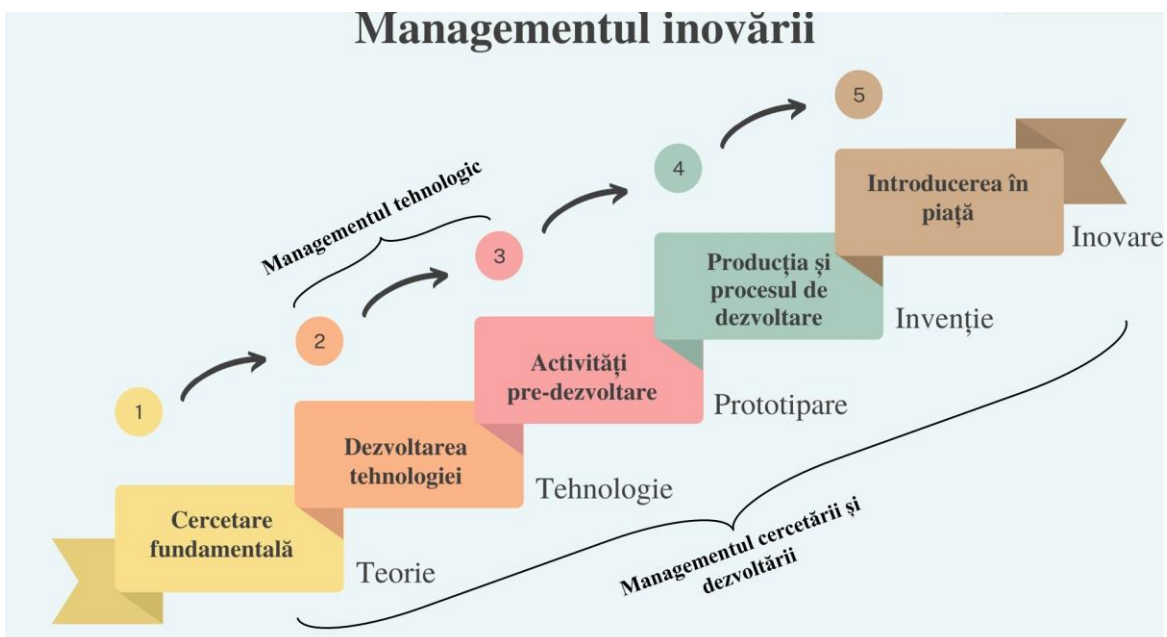 Managementul inovării
5
4
Introducerea în
piață
Inovare
Managementul tehnologic
3
Producția și
procesul de
dezvoltare
Invenție
2
Activități
pre-dezvoltare
Prototipare
1
Dezvoltarea
tehnologiei
Tehnologie
Cercetare
fundamentală
Teorie
Managementul cercetării și
dezvoltării